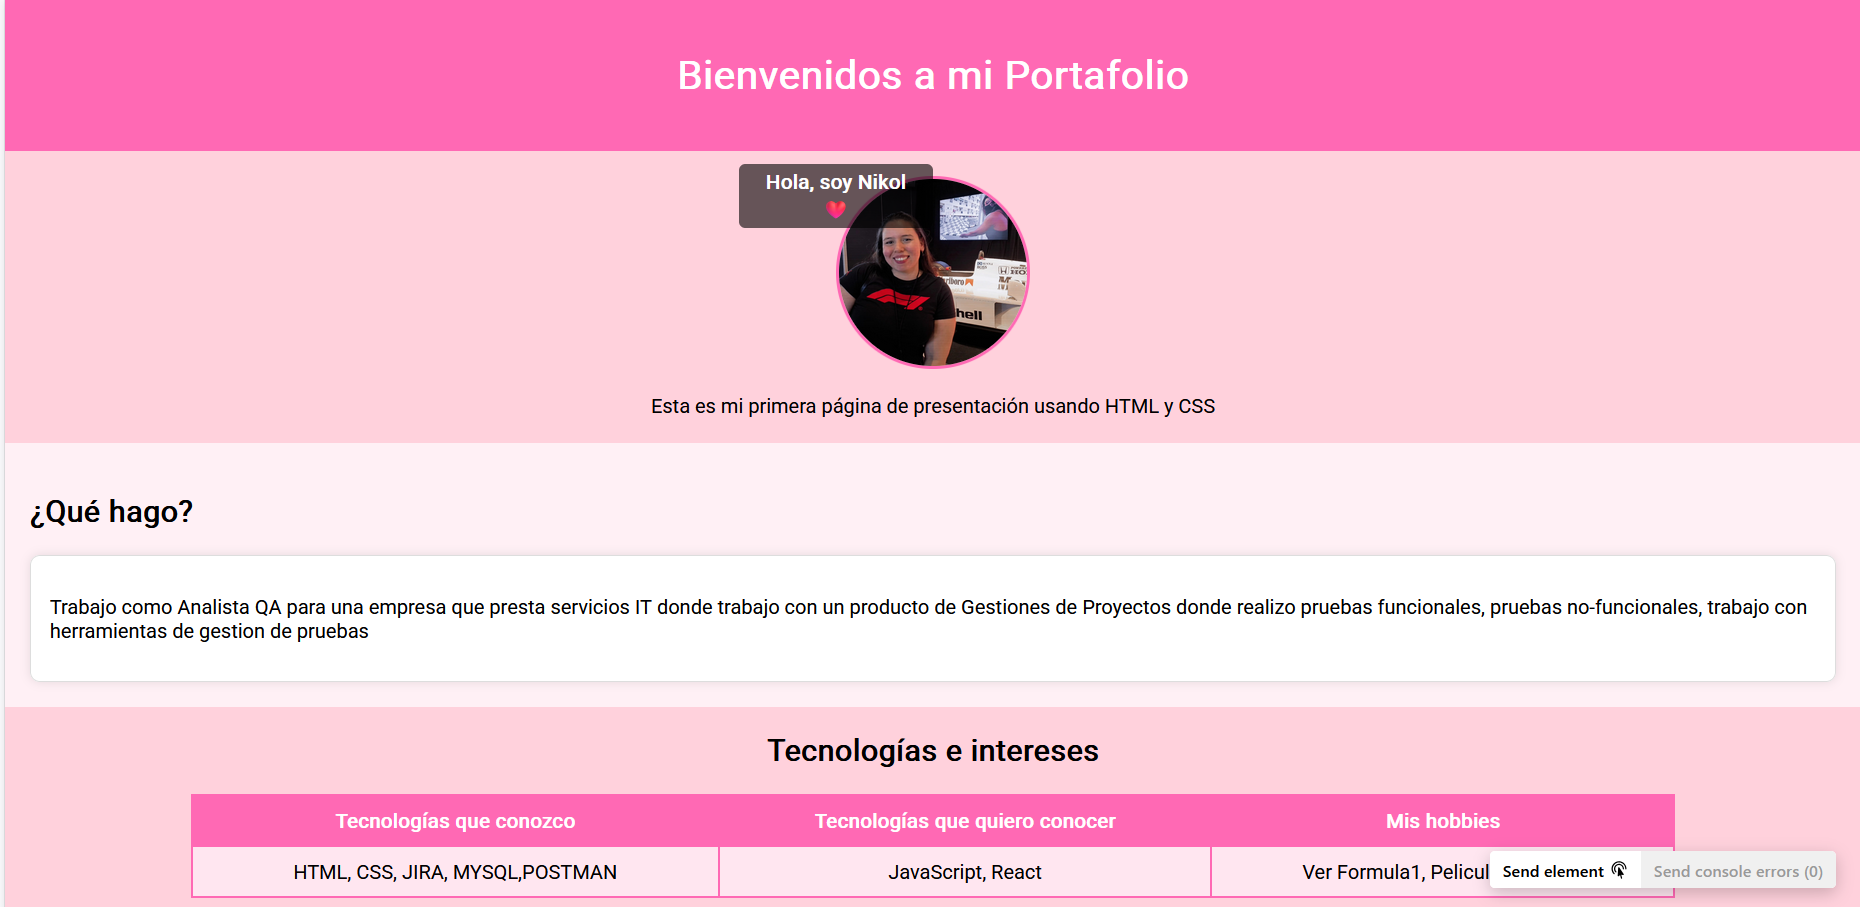 Bienvenidos a mi Portafolio
Hola, soy Nikol
❤
hell
Esta es mi primera página de presentación usando HTML y CSS
¿Qué hago?
Trabajo como Analista QA para una empresa que presta servicios IT donde trabajo con un producto de Gestiones de Proyectos donde realizo pruebas funcionales, pruebas no-funcionales, trabajo con
herramientas de gestion de pruebas
Tecnologías e intereses
Tecnologías que conozco Tecnologías que quiero conocer Mis hobbies
HTML, CSS, JIRA, MYSQL,POSTMAN JavaScript, React Ver Formula1, Pelicul
Send element Send console errors (0)